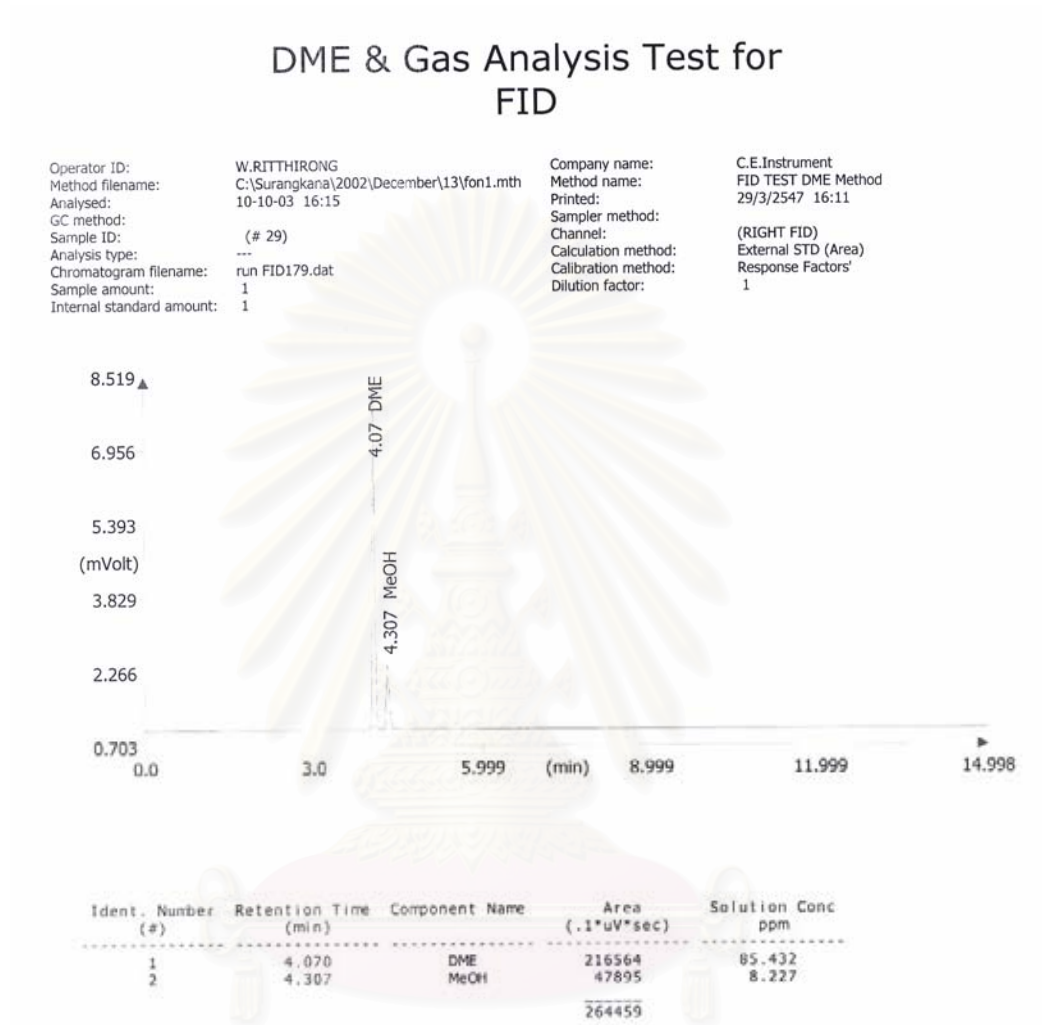 DME & Gas Analysis Test for
FID
Operator ID: W.RITTHIRONG
Method filename: C:\Surangkana\2002\December\13\fon1.mth
Analysed: 10-10-03 16:15
GC method:
Sample ID: (# 29)
Analysis type: ---
Chromatogram filename: run FID179.dat
Sample amount: 1
Internal standard amount: 1
Company name: C.E.Instrument
Method name: FID TEST DME Method
Printed: 29/3/2547 16:11
Sampler method:
Channel: (RIGHT FID)
Calculation method: External STD (Area)
Calibration method: Response Factors'
Dilution factor: 1
8.519
6.956
5.393
(mVolt)
3.829
2.266
0.703
4.07 DME
4.307 MeOH
0.0 3.0 5.999 (min) 8.999 11.999 14.998
Ident. Number Retention Time Component Name Area Solution Conc
(#) (min) (.1*uV*sec) ppm
1 4.070 DME 216564 85.432
2 4.307 MeOH 47895 8.227
264459